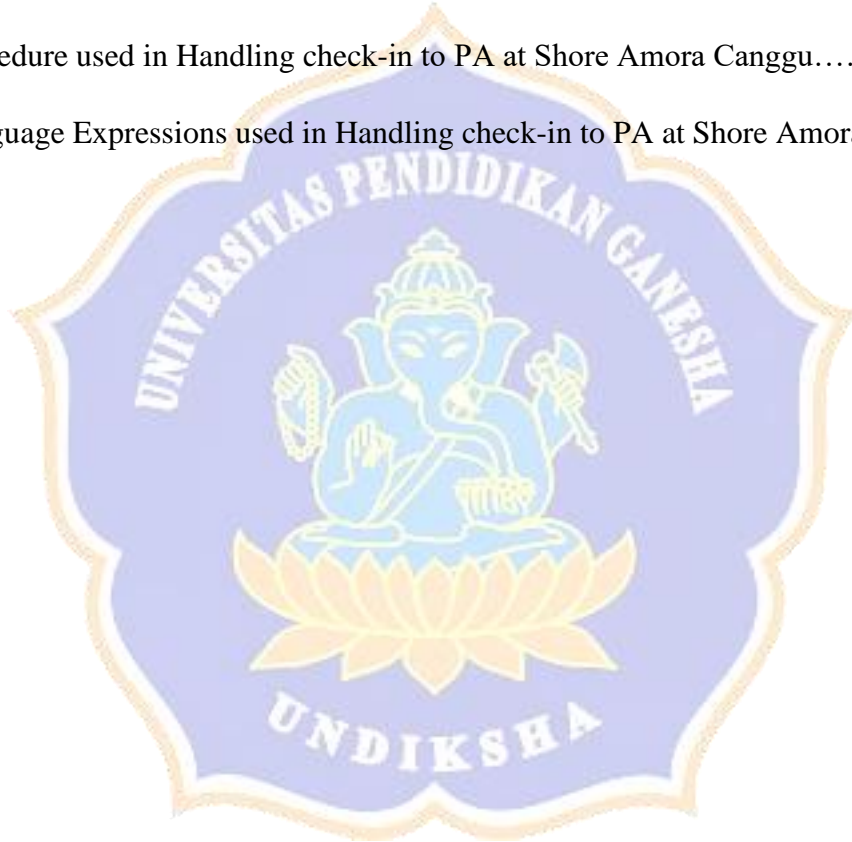 edure used in Handling check-in to PA at Shore Amora Canggu….
guage Expressions used in Handling check-in to PA at Shore Amora
UNIVERSITAS PENDIDIKAN GANESHA
UNDIKSHA